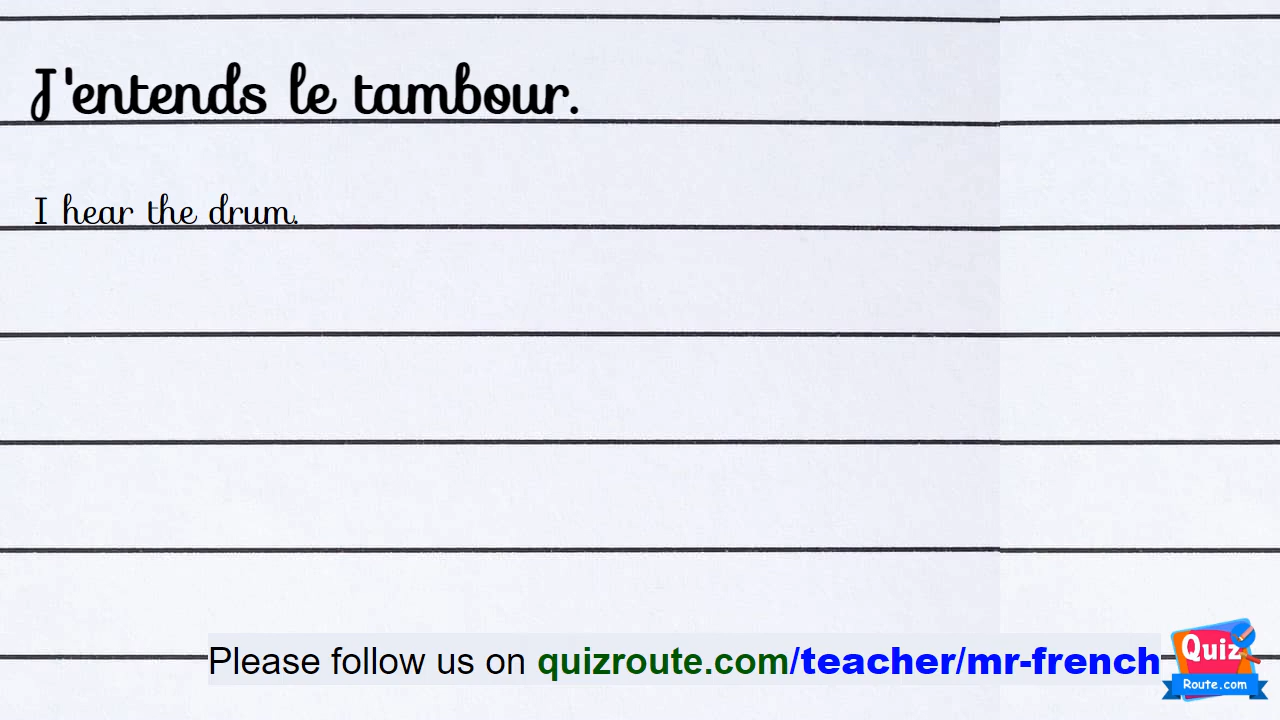 J'entends le tambour.
I hear the drum.
Please follow us on quizroute.com/teacher/mr-french
Quiz
Route.com